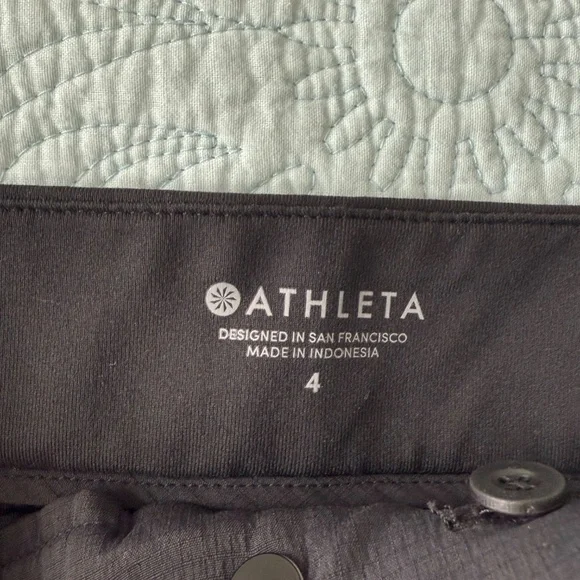 ATHLETA
DESIGNED IN SAN FRANCISCO
MADE IN INDONESIA
4